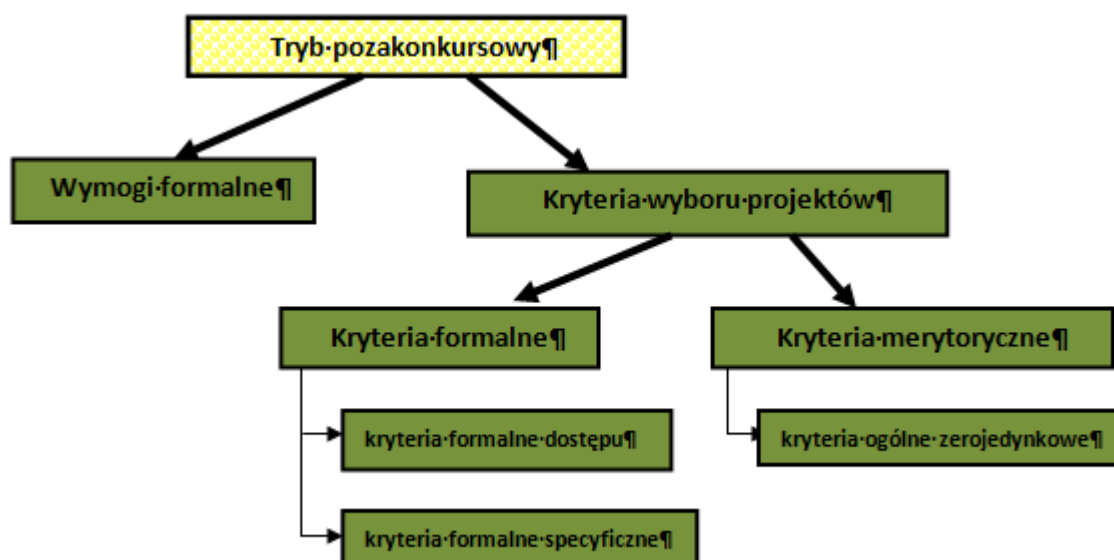 Tryb·pozakonkursowy¶
Wymogi·formalne¶
Kryteria·wyboru·projektów¶
Kryteria·formalne¶
Kryteria·merytoryczne¶
kryteria·formalne·dostępu¶
kryteria·ogólne·zerojedynkowe¶
kryteria·formalne·specyficzne¶